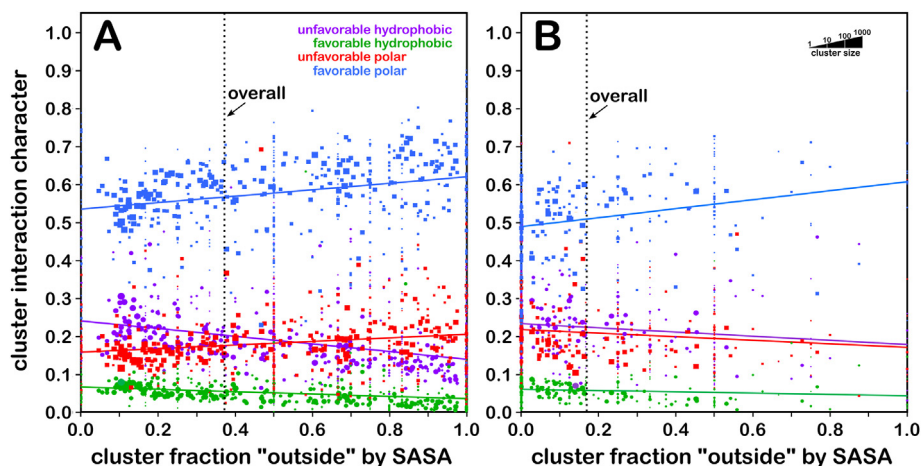 A
unfavorable hydrophobic
favorable hydrophobic
unfavorable polar
favorable polar
overall
cluster interaction character
1.0
0.9
0.8
0.7
0.6
0.5
0.4
0.3
0.2
0.1
0.0
0.0 0.2 0.4 0.6 0.8 1.0
cluster fraction "outside" by SASA
B
1 10 100 1000
cluster size
overall
1.0
0.9
0.8
0.7
0.6
0.5
0.4
0.3
0.2
0.1
0.0
0.0 0.2 0.4 0.6 0.8 1.0
cluster fraction "outside" by SASA